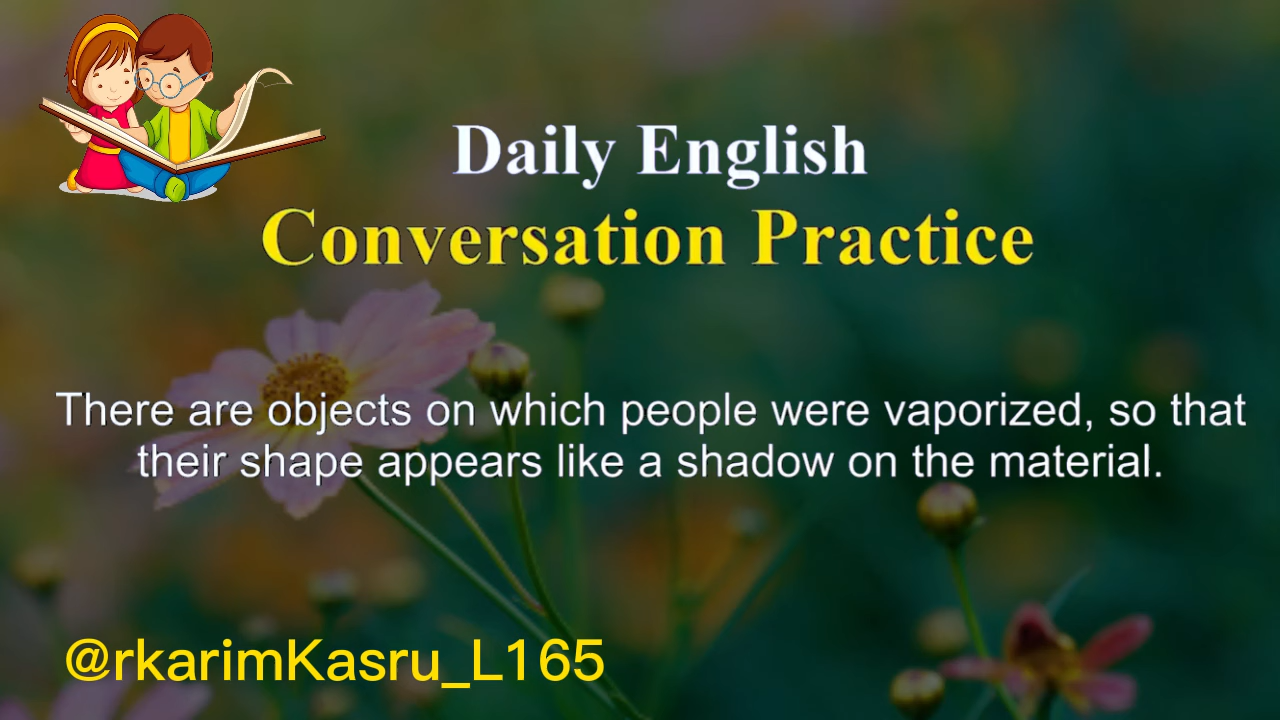 Daily English
Conversation Practice
There are objects on which people were vaporized, so that
their shape appears like a shadow on the material.
@rkarimKasru_L165